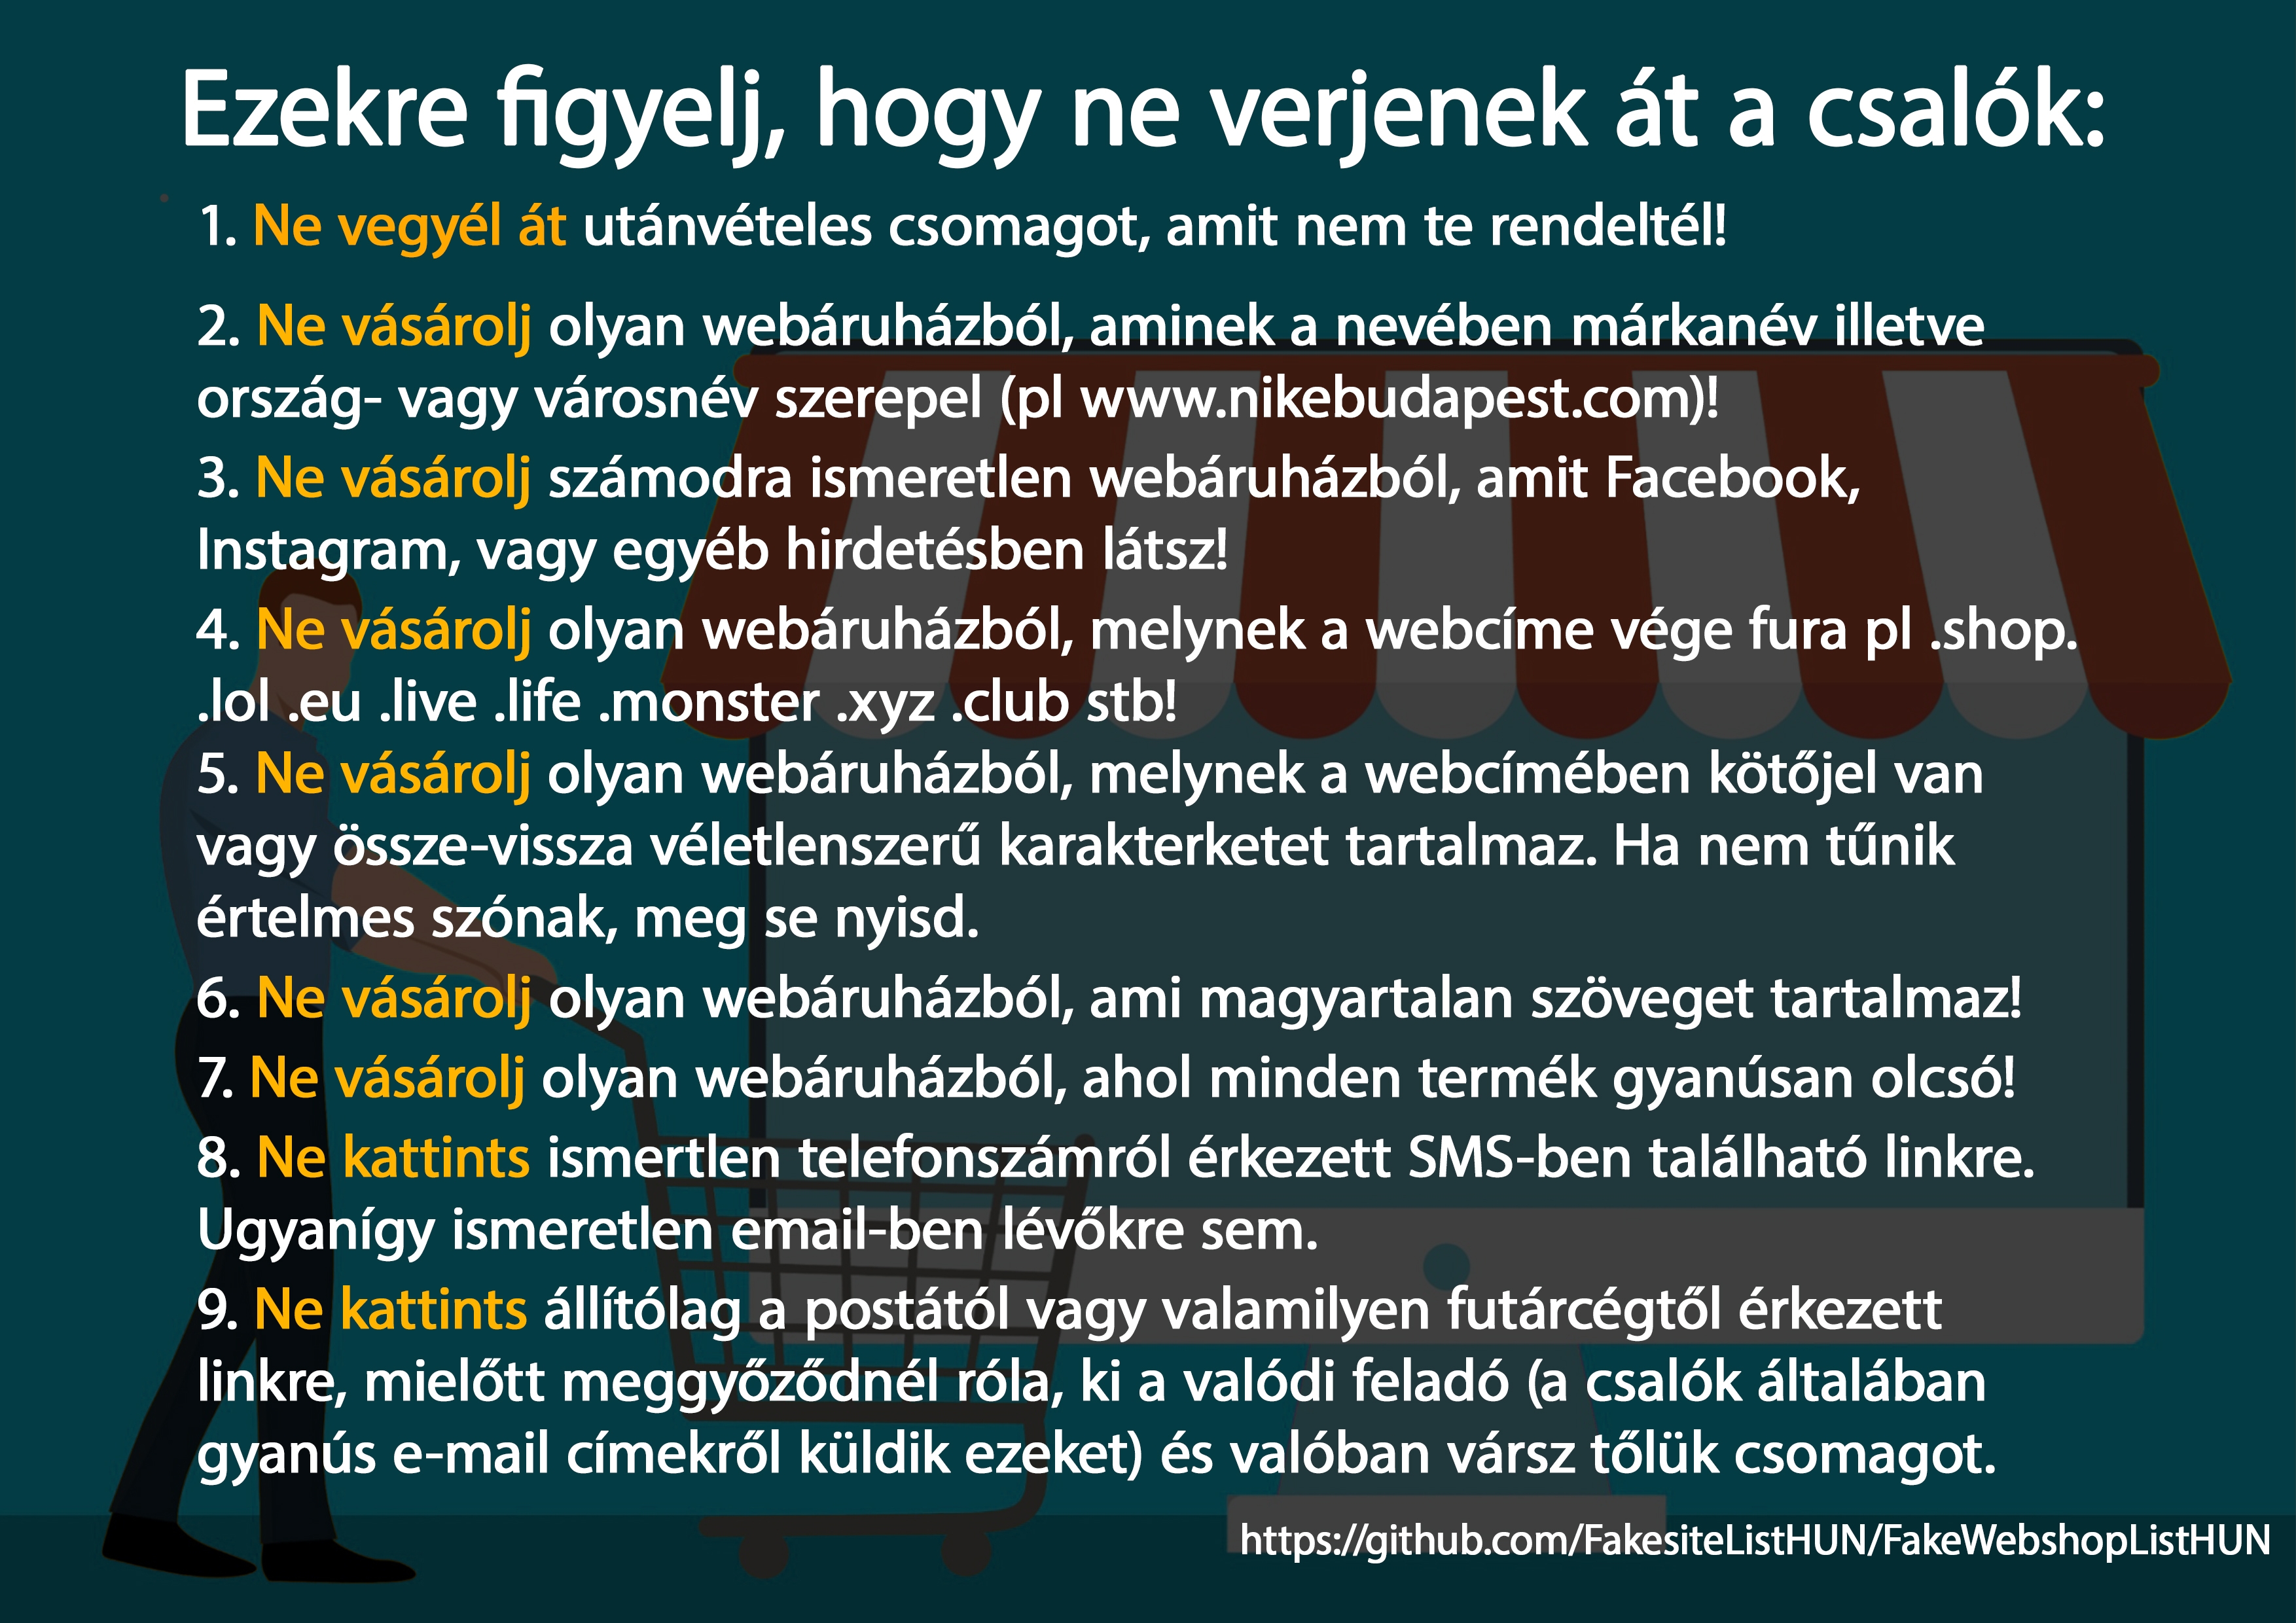 Ezekre figyelj, hogy ne verjenek át a csalók:
1. Ne vegyél át utánvételes csomagot, amit nem te rendeltél!
2. Ne vásárolj olyan webáruházból, aminek a nevében márkanév illetve
ország- vagy városnév szerepel (pl www.nikebudapest.com)!
3. Ne vásárolj számodra ismeretlen webáruházból, amit Facebook,
Instagram, vagy egyéb hirdetésben látsz!
4. Ne vásárolj olyan webáruházból, melynek a webcíme vége fura pl .shop.
.lol .eu .live .life .monster .xyz .club stb!
5. Ne vásárolj olyan webáruházból, melynek a webcímében kötőjel van
vagy össze-vissza véletlenszerű karakterketet tartalmaz. Ha nem tűnik
értelmes szónak, meg se nyisd.
6. Ne vásárolj olyan webáruházból, ami magyartalan szöveget tartalmaz!
7. Ne vásárolj olyan webáruházból, ahol minden termék gyanúsan olcsó!
8. Ne kattints ismertlen telefonszámról érkezett SMS-ben található linkre.
Ugyanígy ismeretlen email-ben lévőkre sem.
9. Ne kattints állítólag a postától vagy valamilyen futárcégtől érkezett
linkre, mielőtt meggyőződnél róla, ki a valódi feladó (a csalók általában
gyanús e-mail címekről küldik ezeket) és valóban vársz tőlük csomagot.
https://github.com/FakesiteListHUN/FakeWebshopListHUN